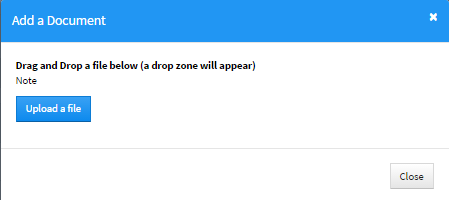 Add a Document
Drag and Drop a file below (a drop zone will appear)
Note
Upload a file
Close